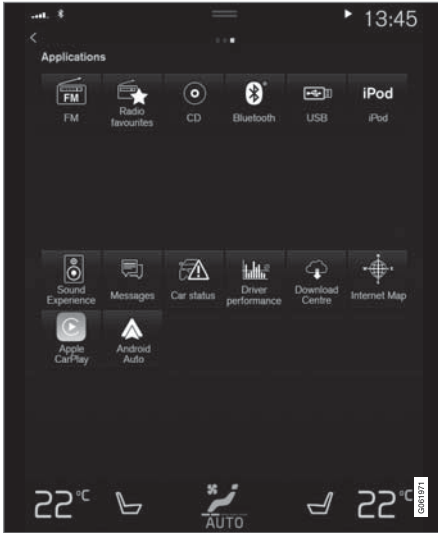 13:45
Applications
FM
FM
Radio favourites
CD
Bluetooth
USB
iPod
iPod
Sound Experience
Messages
Car status
Driver performance
Download Centre
Internet Map
Apple CarPlay
Android Auto
22°C
AUTO
22°C
G061971